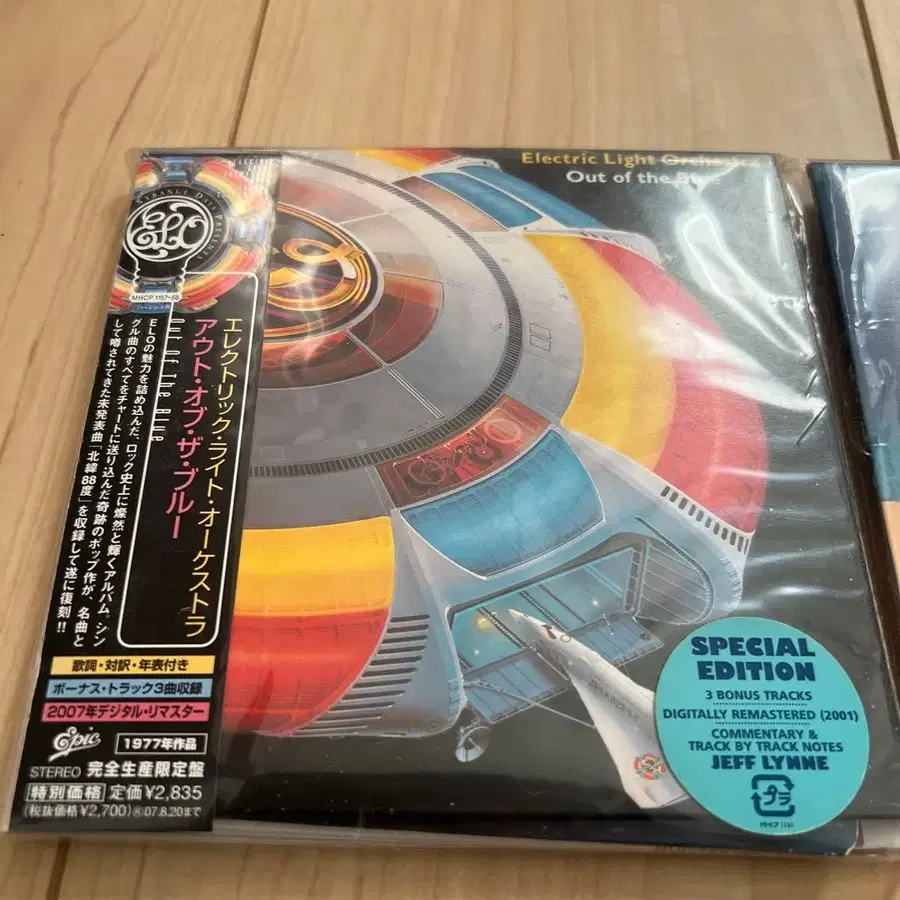 Electric Light Orchestra
Out of the Blue
STRANGE DAYS PRESENTS
ELO
MHCP 1157~58
エレクトリック・ライト・オーケストラ
アウト・オブ・ザ・ブルー
Out of the Blue
ELOの魅力を詰め込んだ、ロック史上に燦然と輝くアルバム。シン
グル曲のすべてをチャートに送り込んだ奇跡のポップ作が、名曲と
して噂されてきた未発表曲「北緯88度」を収録して遂に復刻!!
歌詞・対訳・年表付き
ボーナス・トラック3曲収録
2007年デジタル・リマスター
Epic
1977年作品
STEREO 完全生産限定盤
特別価格 定価¥2,835
(税抜価格¥2,700) 07.8.20まで
SPECIAL
EDITION
3 BONUS TRACKS
DIGITALLY REMASTERED (2001)
COMMENTARY &
TRACK BY TRACK NOTES
JEFF LYNNE
プラ